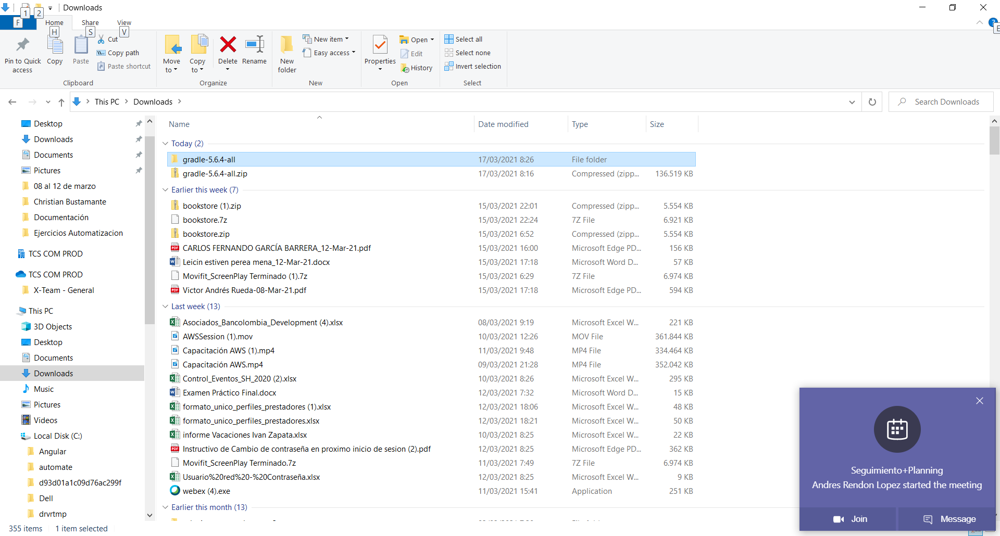 Downloads
1 2
F
Home Share View
H S V
E
Pin to Quick access
Copy
Paste
Cut
Copy path
Paste shortcut
Clipboard
Move to
Copy to
Delete
Rename
Organize
New folder
New item
Easy access
New
Properties
Open
Edit
History
Open
Select all
Select none
Invert selection
Select
This PC Downloads
Search Downloads
Desktop
Downloads
Documents
Pictures
08 al 12 de marzo
Christian Bustamante
Documentación
Ejercicios Automatizacion
TCS COM PROD
TCS COM PROD
X-Team - General
This PC
3D Objects
Desktop
Documents
Downloads
Music
Pictures
Videos
Local Disk (C:)
Angular
automate
d93d01a1c09d76ac299f
Dell
drvrtmp
Name Date modified Type Size
Today (2)
gradle-5.6.4-all 17/03/2021 8:26 File folder
gradle-5.6.4-all.zip 17/03/2021 8:16 Compressed (zipp... 136.519 KB
Earlier this week (7)
bookstore (1).zip 15/03/2021 22:01 Compressed (zipp... 5.554 KB
bookstore.7z 15/03/2021 22:24 7Z File 6.921 KB
bookstore.zip 15/03/2021 6:52 Compressed (zipp... 5.554 KB
CARLOS FERNANDO GARCÍA BARRERA_12-Mar-21.pdf 15/03/2021 16:00 Microsoft Edge PD... 156 KB
Leicin estiven perea mena_12-Mar-21.docx 15/03/2021 17:18 Microsoft Word D... 57 KB
Movifit_ScreenPlay Terminado (1).7z 15/03/2021 6:29 7Z File 6.974 KB
Victor Andrés Rueda-08-Mar-21.pdf 15/03/2021 17:18 Microsoft Edge PD... 594 KB
Last week (13)
Asociados_Bancolombia_Development (4).xlsx 08/03/2021 9:19 Microsoft Excel W... 221 KB
AWSSession (1).mov 10/03/2021 12:26 MOV File 361.844 KB
Capacitación AWS (1).mp4 11/03/2021 9:48 MP4 File 334.464 KB
Capacitación AWS.mp4 09/03/2021 21:28 MP4 File 352.042 KB
Control_Eventos_SH_2020 (2).xlsx 10/03/2021 8:26 Microsoft Excel W... 295 KB
Examen Práctico Final.docx 12/03/2021 7:32 Microsoft Word D... 15 KB
formato_unico_perfiles_prestadores (1).xlsx 12/03/2021 18:06 Microsoft Excel W... 48 KB
formato_unico_perfiles_prestadores.xlsx 12/03/2021 18:21 Microsoft Excel W... 50 KB
informe Vacaciones Ivan Zapata.xlsx 10/03/2021 8:25 Microsoft Excel W... 22 KB
Instructivo de Cambio de contraseña en proximo inicio de sesion (2).pdf 12/03/2021 8:25 Microsoft Edge PD... 362 KB
Movifit_ScreenPlay Terminado.7z 11/03/2021 7:49 7Z File 6.974 KB
Usuario%20red%20-%20Contraseña.xlsx 12/03/2021 8:25 Microsoft Excel W... 9 KB
webex (4).exe 11/03/2021 15:41 Application 251 KB
Earlier this month (13)
Seguimiento+Planning
Andres Rendon Lopez started the meeting
Join Message
355 items 1 item selected